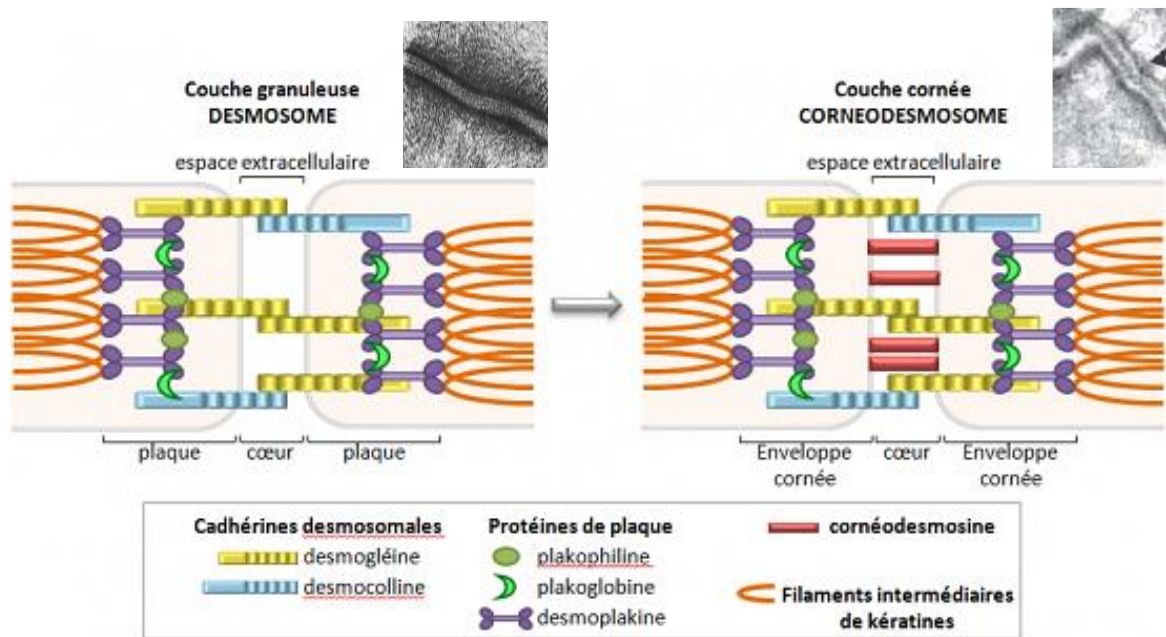 Couche granuleuse
DESMOSOME
espace extracellulaire
plaque
cœur
plaque
Couche cornée
CORNEODESMOSOME
espace extracellulaire
Enveloppe
cornée
cœur
Enveloppe
cornée
Cadhérines desmosomales
desmogléine
desmocolline
Protéines de plaque
plakophiline
plakoglobine
desmoplakine
cornéodesmosine
Filaments intermédiaires
de kératines